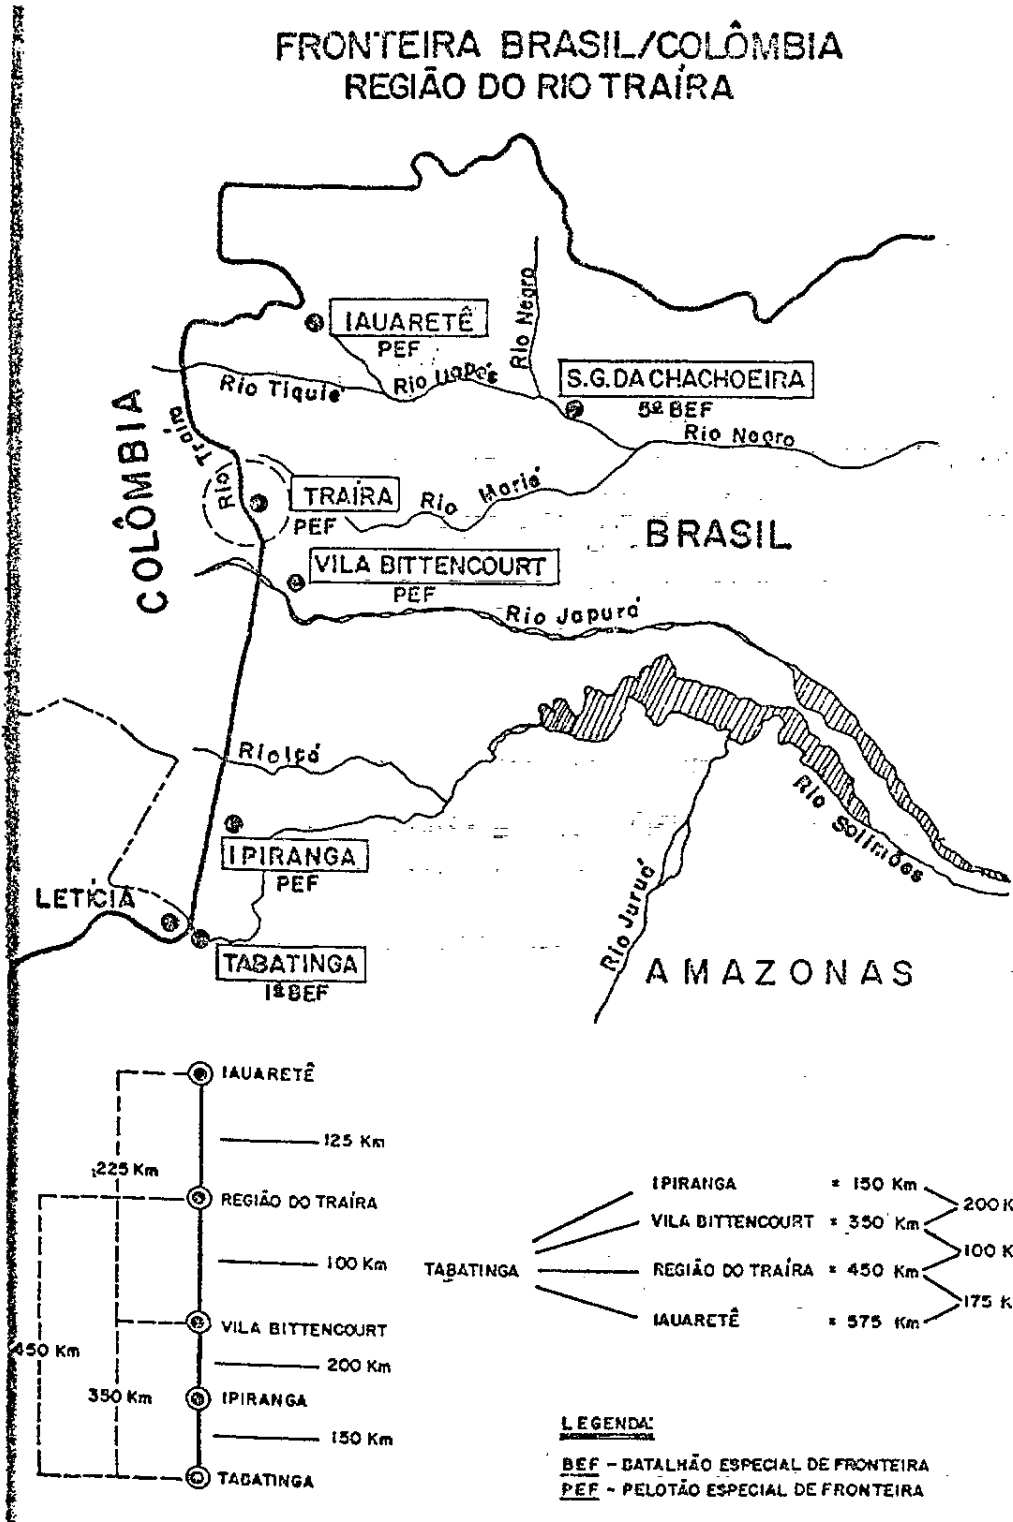 FRONTEIRA BRASIL/COLÔMBIA
REGIÃO DO RIO TRAÍRA
IAUARETÊ
PEF
Rio Negro
Rio Tiquié
Rio Uapés
S.G.DA CHACHOEIRA
5º BEF
Rio Negro
COLÔMBIA
Rio Traíra
TRAÍRA
PEF
Rio Mariá
BRASIL
VILA BITTENCOURT
PEF
Rio Japurá
Rio Içá
Rio Solimões
IPIRANGA
PEF
LETÍCIA
Rio Juruá
TABATINGA
1º BEF
AMAZONAS
IAUARETÊ
125 Km
225 Km
REGIÃO DO TRAÍRA
100 Km
VILA BITTENCOURT
450 Km
200 Km
350 Km
IPIRANGA
150 Km
TABATINGA
TABATINGA
IPIRANGA = 150 Km
200 K
VILA BITTENCOURT = 350 Km
100 K
REGIÃO DO TRAÍRA = 450 Km
175 K
IAUARETÊ = 575 Km
LEGENDA:
BEF - BATALHÃO ESPECIAL DE FRONTEIRA
PEF - PELOTÃO ESPECIAL DE FRONTEIRA